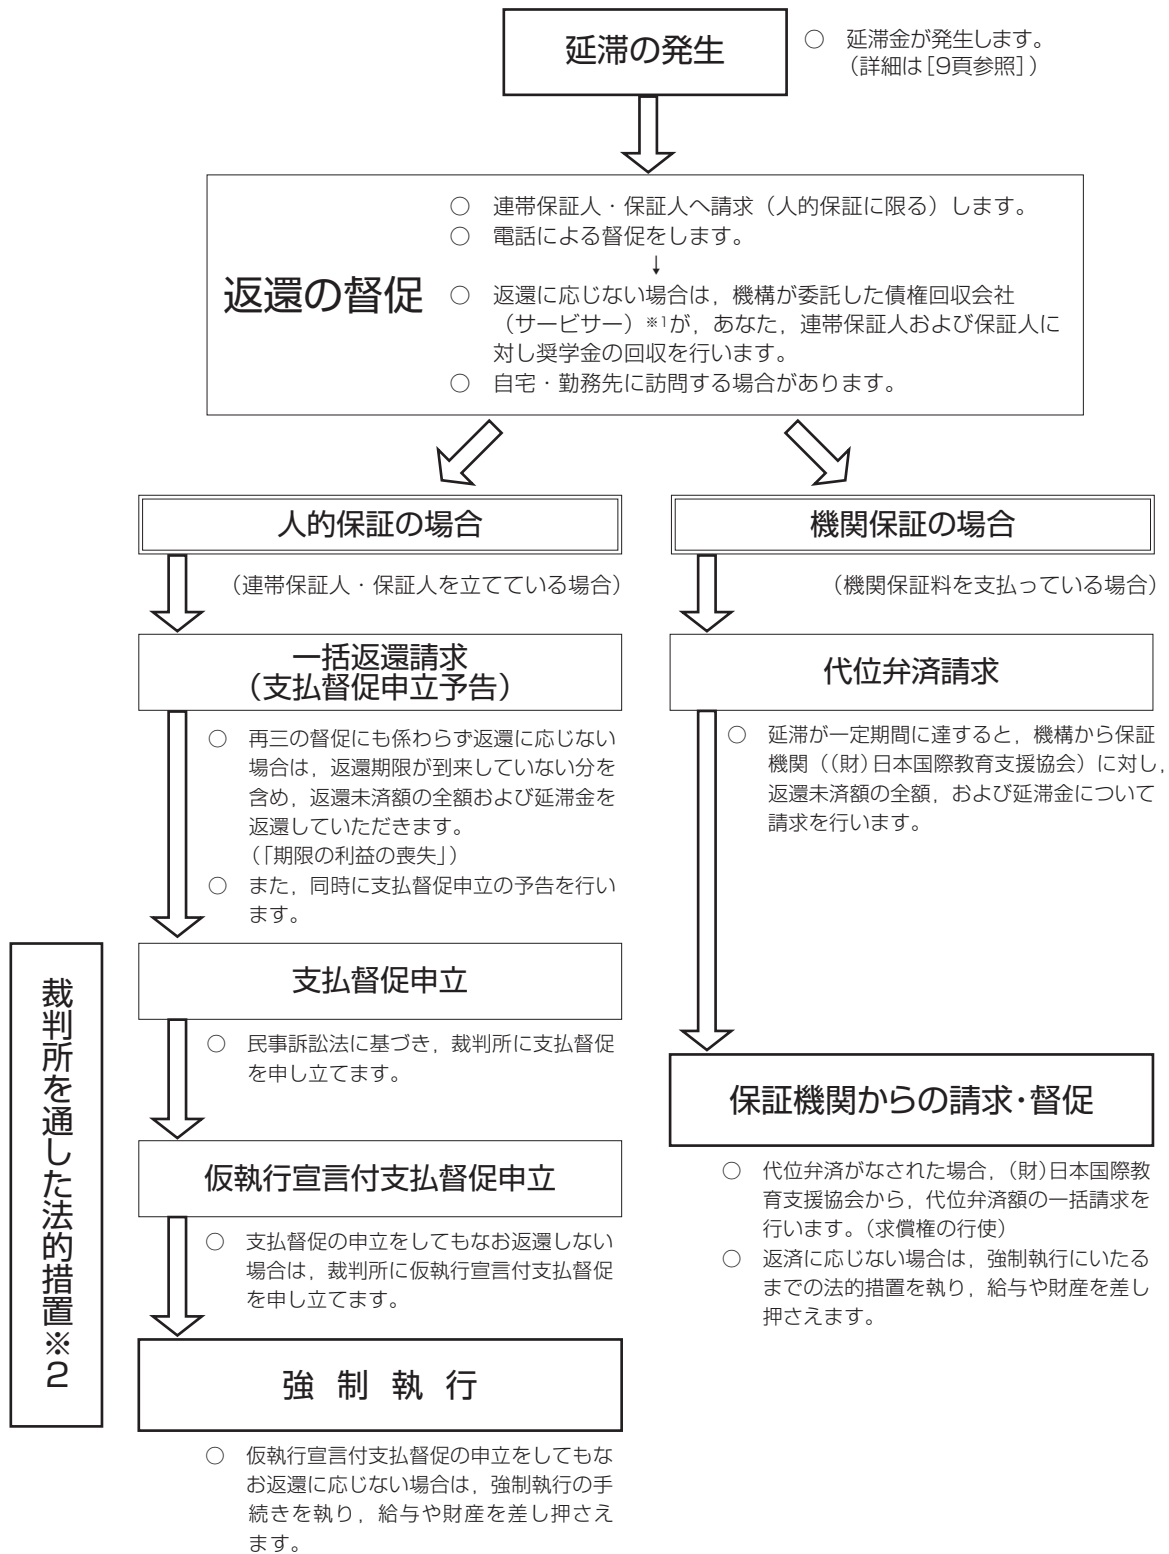 延滞の発生
○ 延滞金が発生します。
（詳細は[9頁参照]）
返還の督促
○ 連帯保証人・保証人へ請求（人的保証に限る）します。
○ 電話による督促をします。
↓
○ 返還に応じない場合は，機構が委託した債権回収会社
（サービサー）※1が，あなた，連帯保証人および保証人に
対し奨学金の回収を行います。
○ 自宅・勤務先に訪問する場合があります。
人的保証の場合
（連帯保証人・保証人を立てている場合）
一括返還請求
（支払督促申立予告）
○ 再三の督促にも係わらず返還に応じない
場合は，返還期限が到来していない分を
含め，返還未済額の全額および延滞金を
返還していただきます。
（「期限の利益の喪失」）
○ また，同時に支払督促申立の予告を行い
ます。
裁判所を通した法的措置※2
支払督促申立
○ 民事訴訟法に基づき，裁判所に支払督促
を申し立てます。
仮執行宣言付支払督促申立
○ 支払督促の申立をしてもなお返還しない
場合は，裁判所に仮執行宣言付支払督促
を申し立てます。
強制執行
○ 仮執行宣言付支払督促の申立をしてもな
お返還に応じない場合は，強制執行の手
続きを執り，給与や財産を差し押さえ
ます。
機関保証の場合
（機関保証料を支払っている場合）
代位弁済請求
○ 延滞が一定期間に達すると，機構から保証
機関（(財)日本国際教育支援協会）に対し，
返還未済額の全額，および延滞金について
請求を行います。
保証機関からの請求・督促
○ 代位弁済がなされた場合，(財)日本国際教
育支援協会から，代位弁済額の一括請求を
行います。（求償権の行使）
○ 返済に応じない場合は，強制執行にいたる
までの法的措置を執り，給与や財産を差し
押さえます。